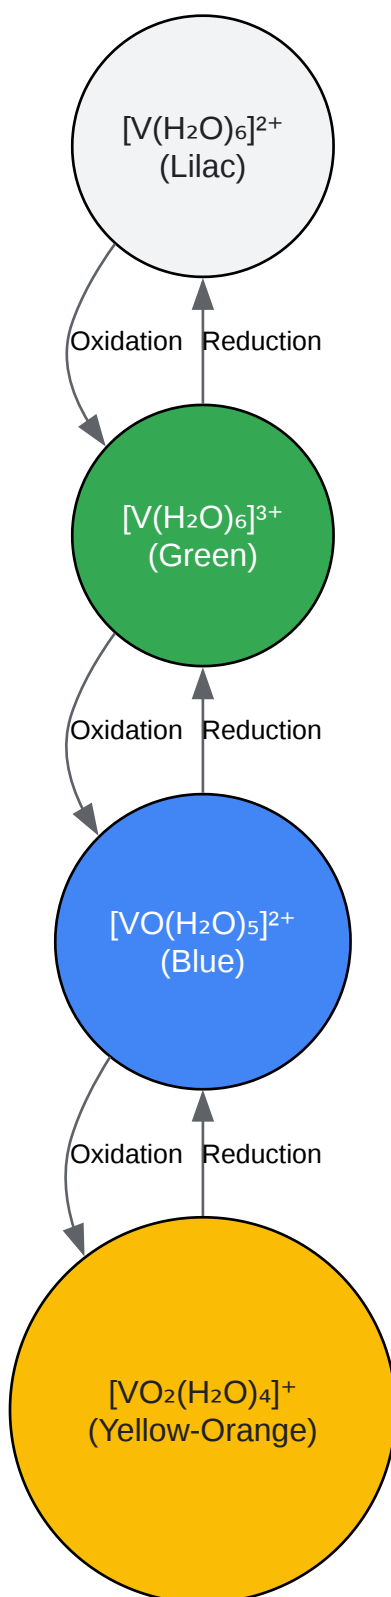 [V(H₂O)₆]²⁺
(Lilac)
Oxidation
Reduction
[V(H₂O)₆]³⁺
(Green)
Oxidation
Reduction
[VO(H₂O)₅]²⁺
(Blue)
Oxidation
Reduction
[VO₂(H₂O)₄]⁺
(Yellow-Orange)